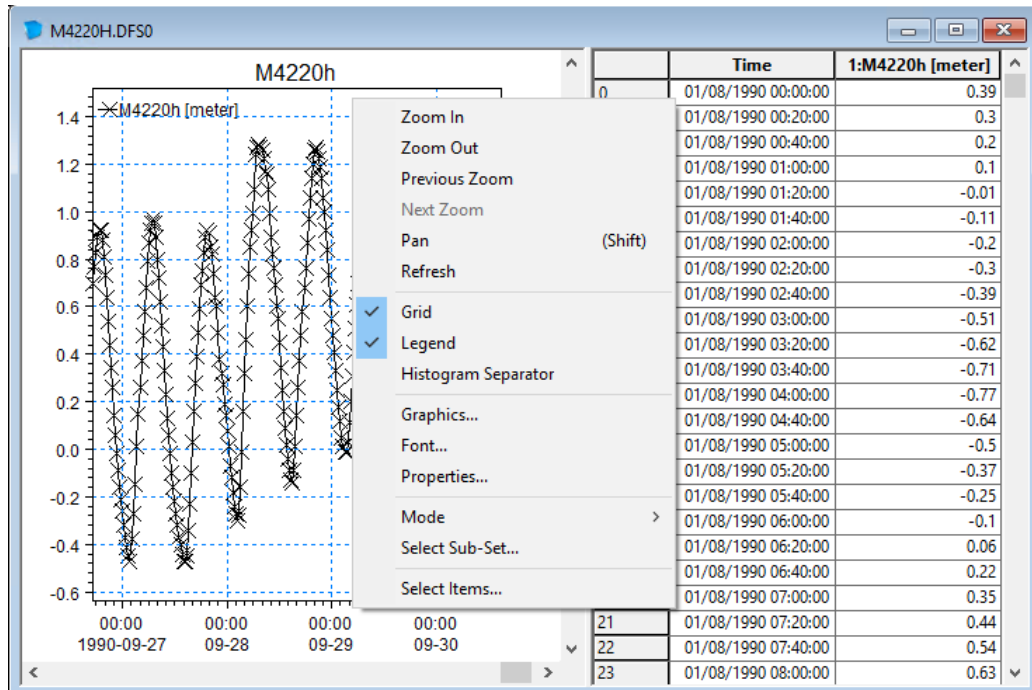 M4220H.DFS0
M4220h
M4220h [meter]
1.4
1.2
1.0
0.8
0.6
0.4
0.2
0.0
-0.2
-0.4
-0.6
00:00 00:00 00:00 00:00
1990-09-27 09-28 09-29 09-30
Zoom In
Zoom Out
Previous Zoom
Next Zoom
Pan (Shift)
Refresh
Grid
Legend
Histogram Separator
Graphics...
Font...
Properties...
Mode
Select Sub-Set...
Select Items...
Time 1:M4220h [meter]
0 01/08/1990 00:00:00 0.39
01/08/1990 00:20:00 0.3
01/08/1990 00:40:00 0.2
01/08/1990 01:00:00 0.1
01/08/1990 01:20:00 -0.01
01/08/1990 01:40:00 -0.11
01/08/1990 02:00:00 -0.2
01/08/1990 02:20:00 -0.3
01/08/1990 02:40:00 -0.39
01/08/1990 03:00:00 -0.51
01/08/1990 03:20:00 -0.62
01/08/1990 03:40:00 -0.71
01/08/1990 04:00:00 -0.77
01/08/1990 04:40:00 -0.64
01/08/1990 05:00:00 -0.5
01/08/1990 05:20:00 -0.37
01/08/1990 05:40:00 -0.25
01/08/1990 06:00:00 -0.1
01/08/1990 06:20:00 0.06
01/08/1990 06:40:00 0.22
01/08/1990 07:00:00 0.35
21 01/08/1990 07:20:00 0.44
22 01/08/1990 07:40:00 0.54
23 01/08/1990 08:00:00 0.63